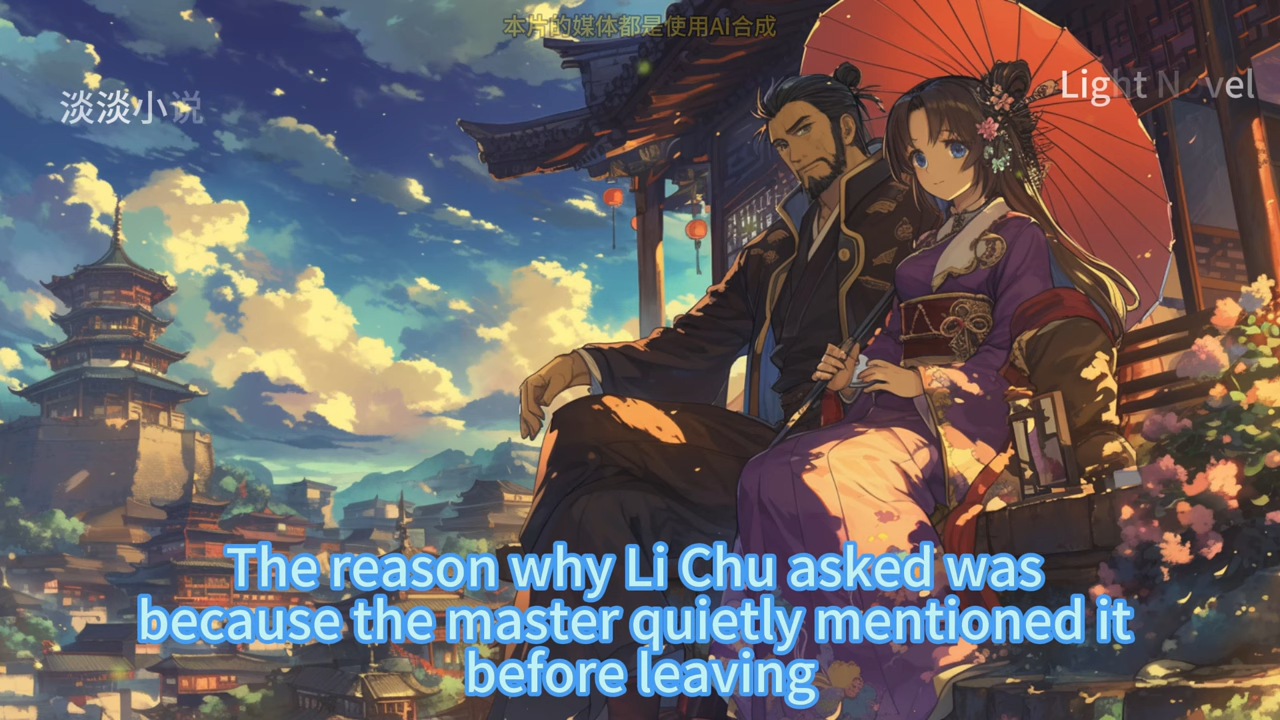 本片的媒体都是使用AI合成
淡淡小说
Light Novel
The reason why Li Chu asked was
because the master quietly mentioned it
before leaving